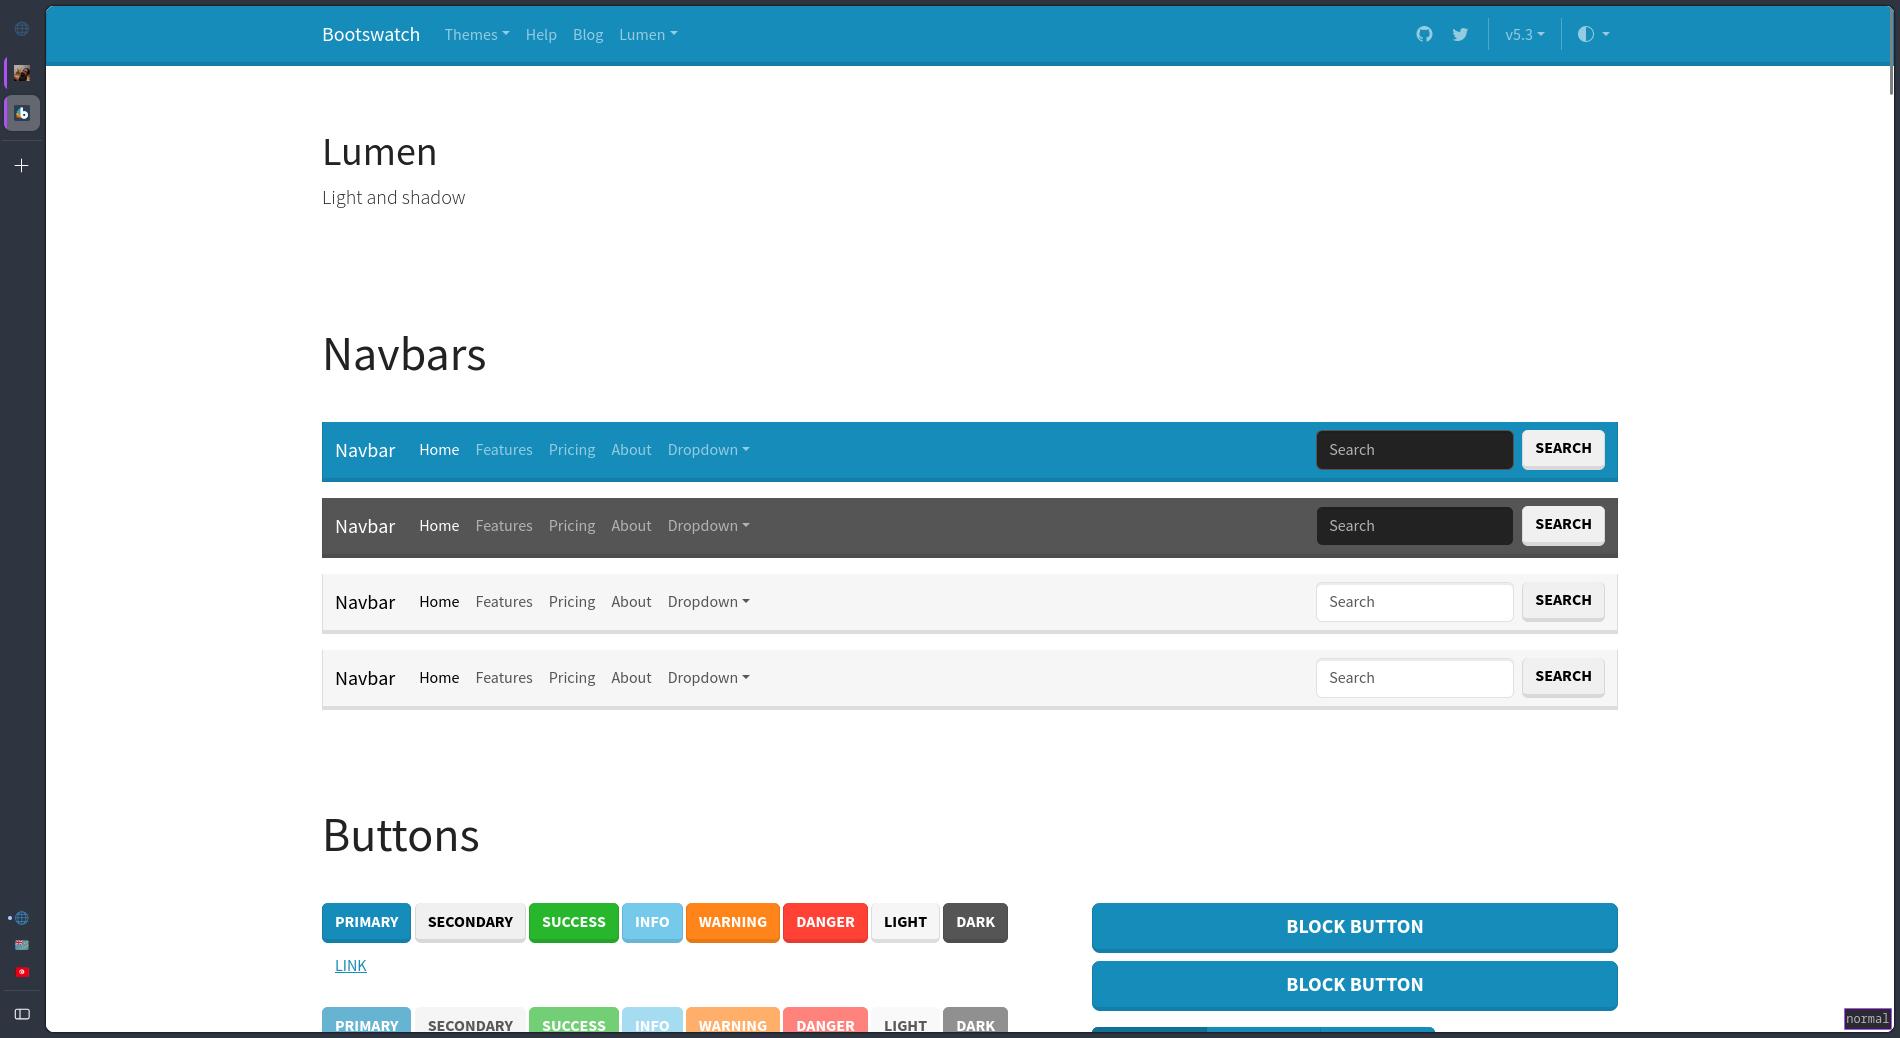 Bootswatch Themes Help Blog Lumen v5.3
Lumen
Light and shadow
Navbars
Navbar Home Features Pricing About Dropdown Search SEARCH
Navbar Home Features Pricing About Dropdown Search SEARCH
Navbar Home Features Pricing About Dropdown Search SEARCH
Navbar Home Features Pricing About Dropdown Search SEARCH
Buttons
PRIMARY SECONDARY SUCCESS INFO WARNING DANGER LIGHT DARK
LINK
PRIMARY SECONDARY SUCCESS INFO WARNING DANGER LIGHT DARK
BLOCK BUTTON
BLOCK BUTTON
normal